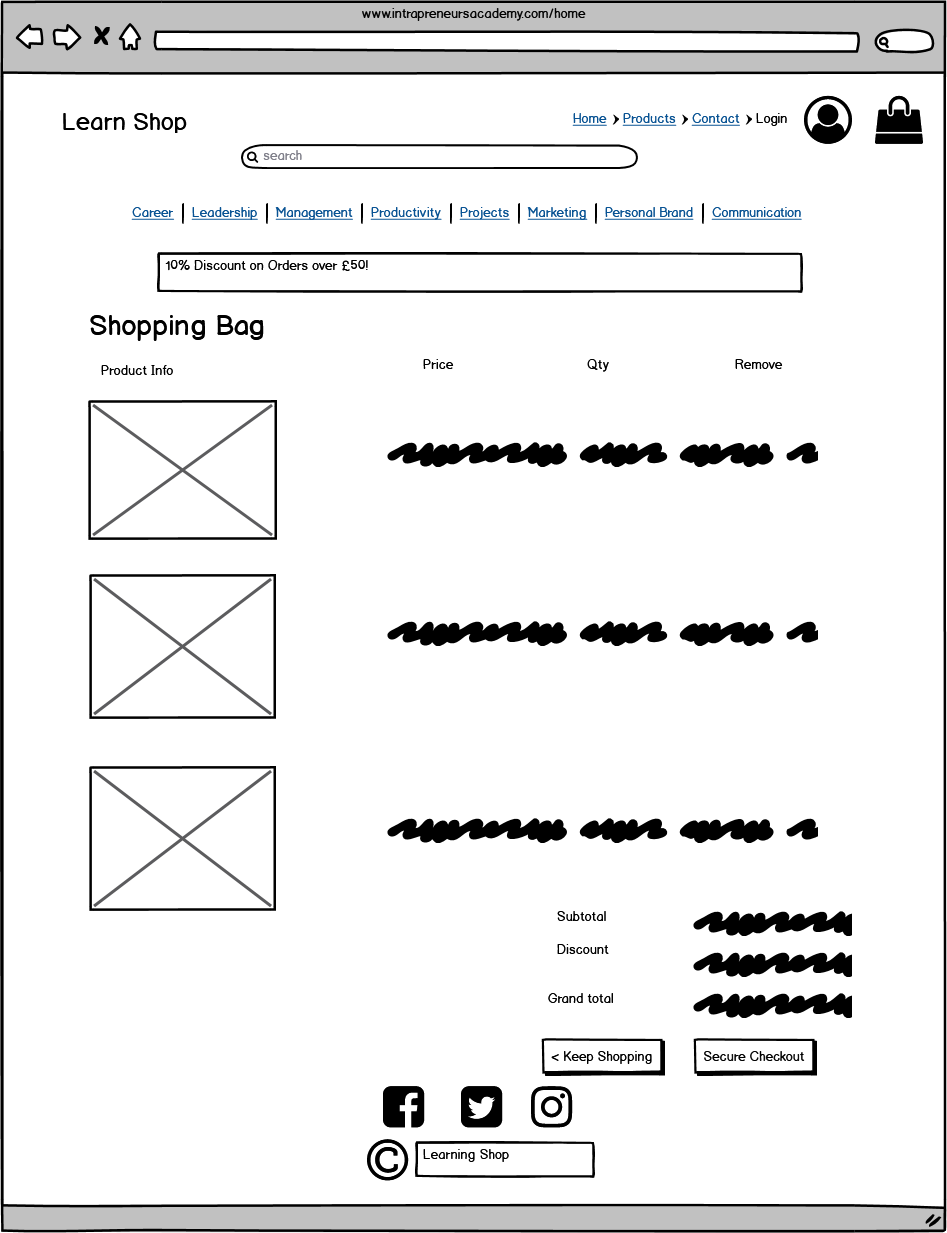 www.intrapreneursacademy.com/home
Learn Shop
Home Products Contact Login
search
Career Leadership Management Productivity Projects Marketing Personal Brand Communication
10% Discount on Orders over £50!
Shopping Bag
Product Info Price Qty Remove
Subtotal
Discount
Grand total
< Keep Shopping Secure Checkout
© Learning Shop